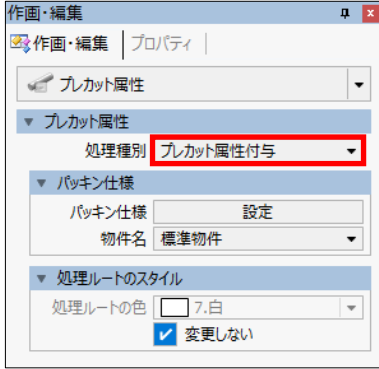 作画・編集
作画・編集 プロパティ
プレカット属性
プレカット属性
処理種別 プレカット属性付与
パッキン仕様
パッキン仕様 設定
物件名 標準物件
処理ルートのスタイル
処理ルートの色 7.白
変更しない